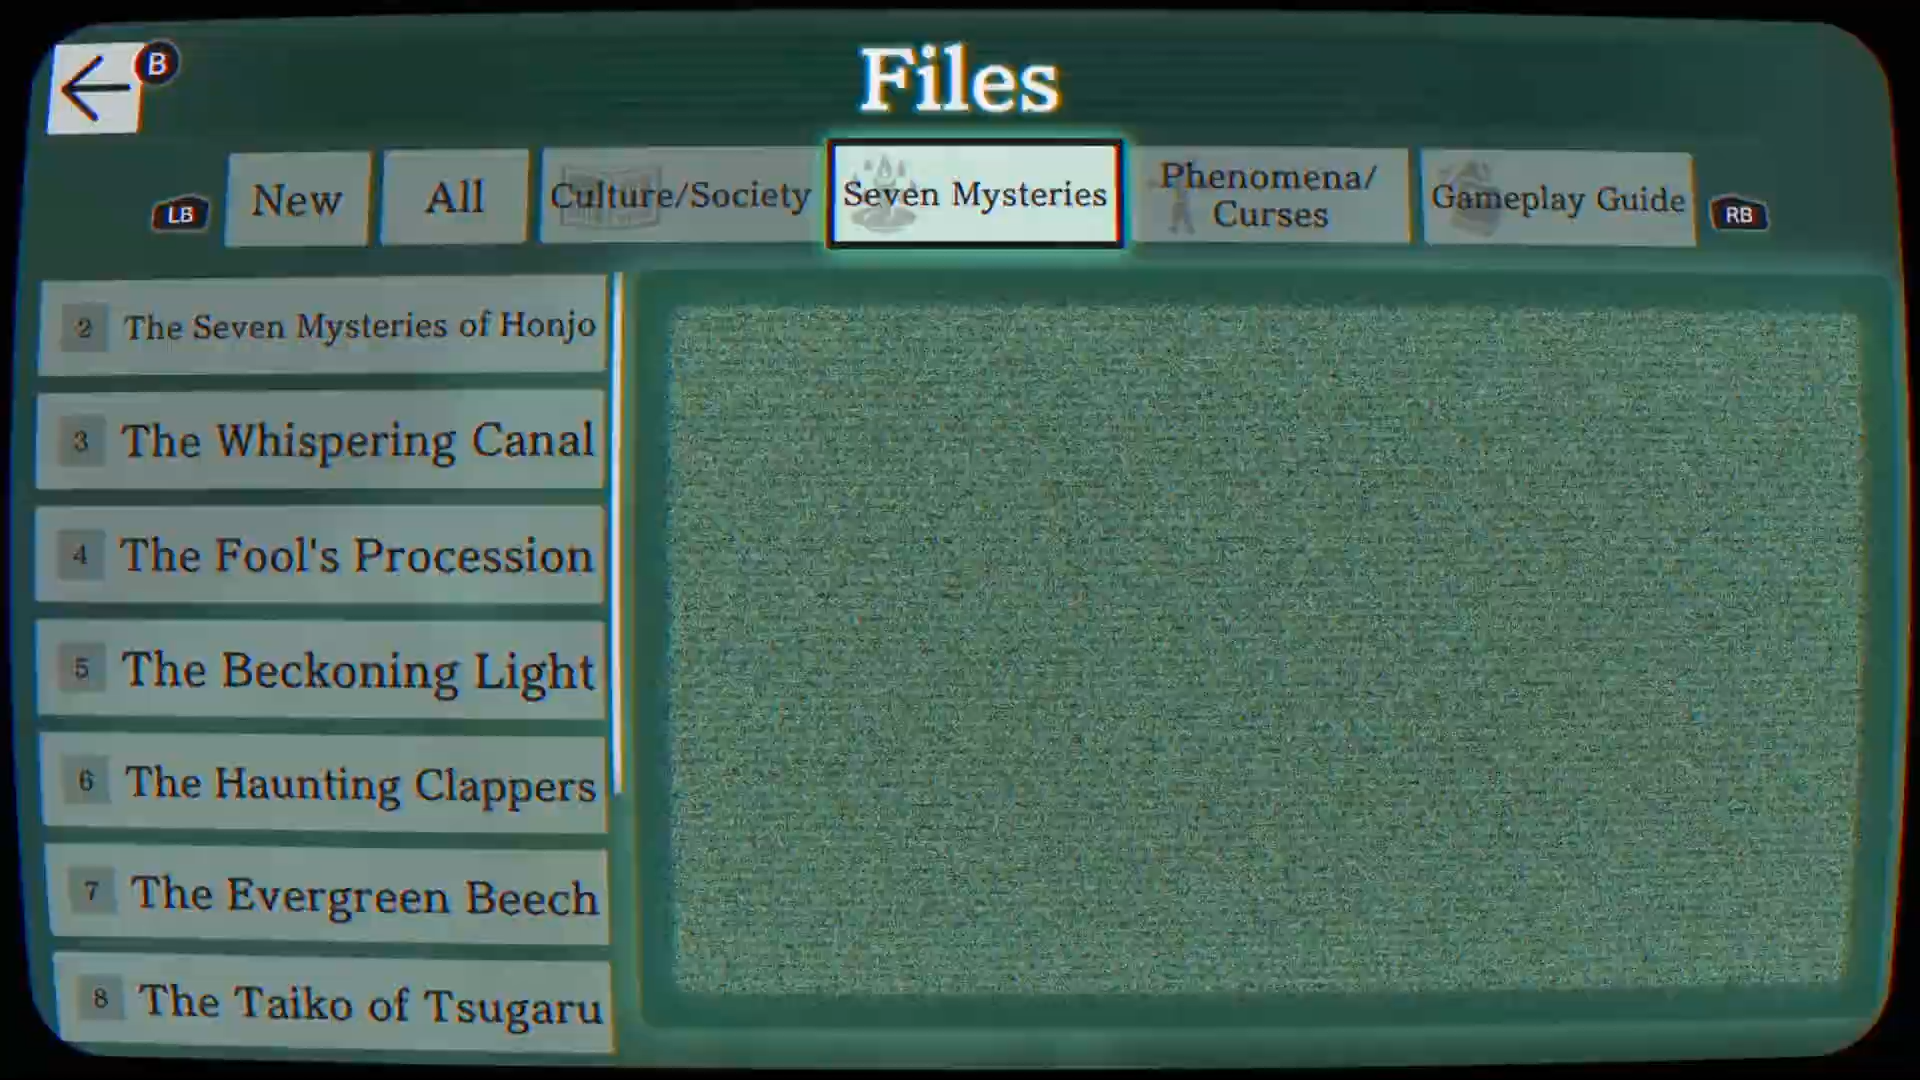 B
Files
LB
New
All
Culture/Society
Seven Mysteries
Phenomena/
Curses
Gameplay Guide
RB
2 The Seven Mysteries of Honjo
3 The Whispering Canal
4 The Fool's Procession
5 The Beckoning Light
6 The Haunting Clappers
7 The Evergreen Beech
8 The Taiko of Tsugaru